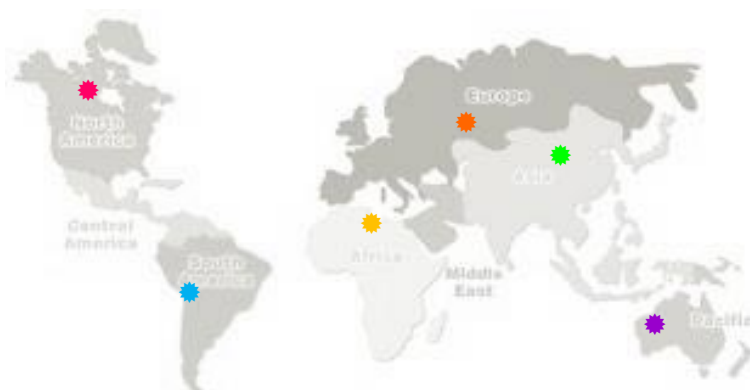 Europe
North
America
Asia
Central
America
Africa
South
America
Middle
East
Pacific